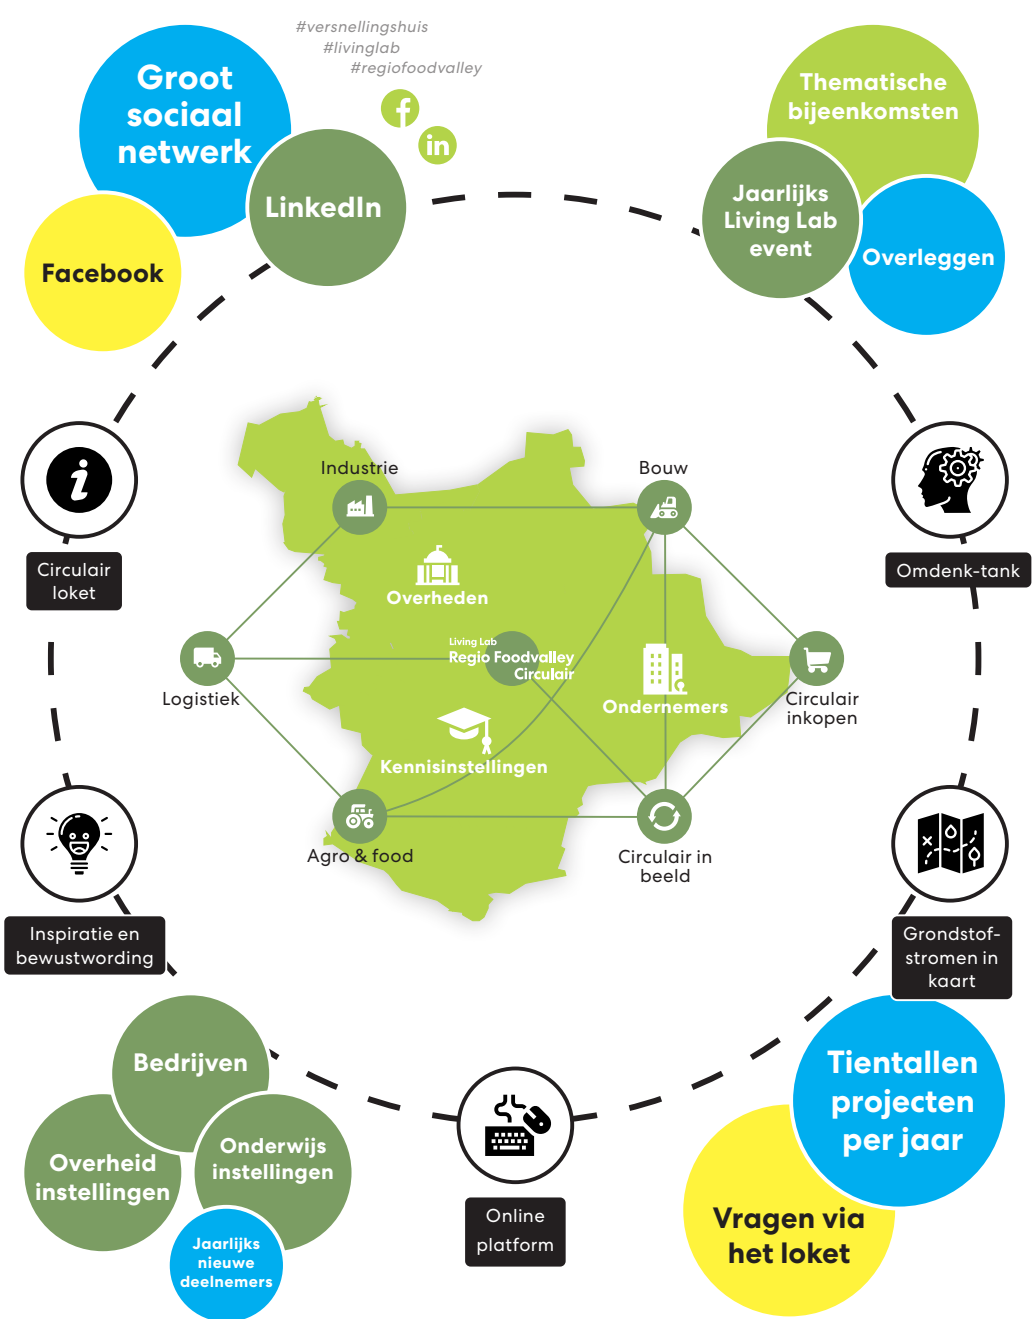 #versnellingshuis
#livinglab
#regiofoodvalley
Groot
sociaal
netwerk
LinkedIn
Facebook
f
in
Thematische
bijeenkomsten
Jaarlijks
Living Lab
event
Overleggen
i
Circulair
loket
Omdenk-tank
Industrie
Bouw
Overheden
Living Lab
Regio Foodvalley
Circulair
Logistiek
Ondernemers
Circulair
inkopen
Kennisinstellingen
Agro & food
Circulair in
beeld
Inspiratie en
bewustwording
Grondstof-
stromen in
kaart
Bedrijven
Overheid
instellingen
Onderwijs
instellingen
Jaarlijks
nieuwe
deelnemers
Online
platform
Tientallen
projecten
per jaar
Vragen via
het loket